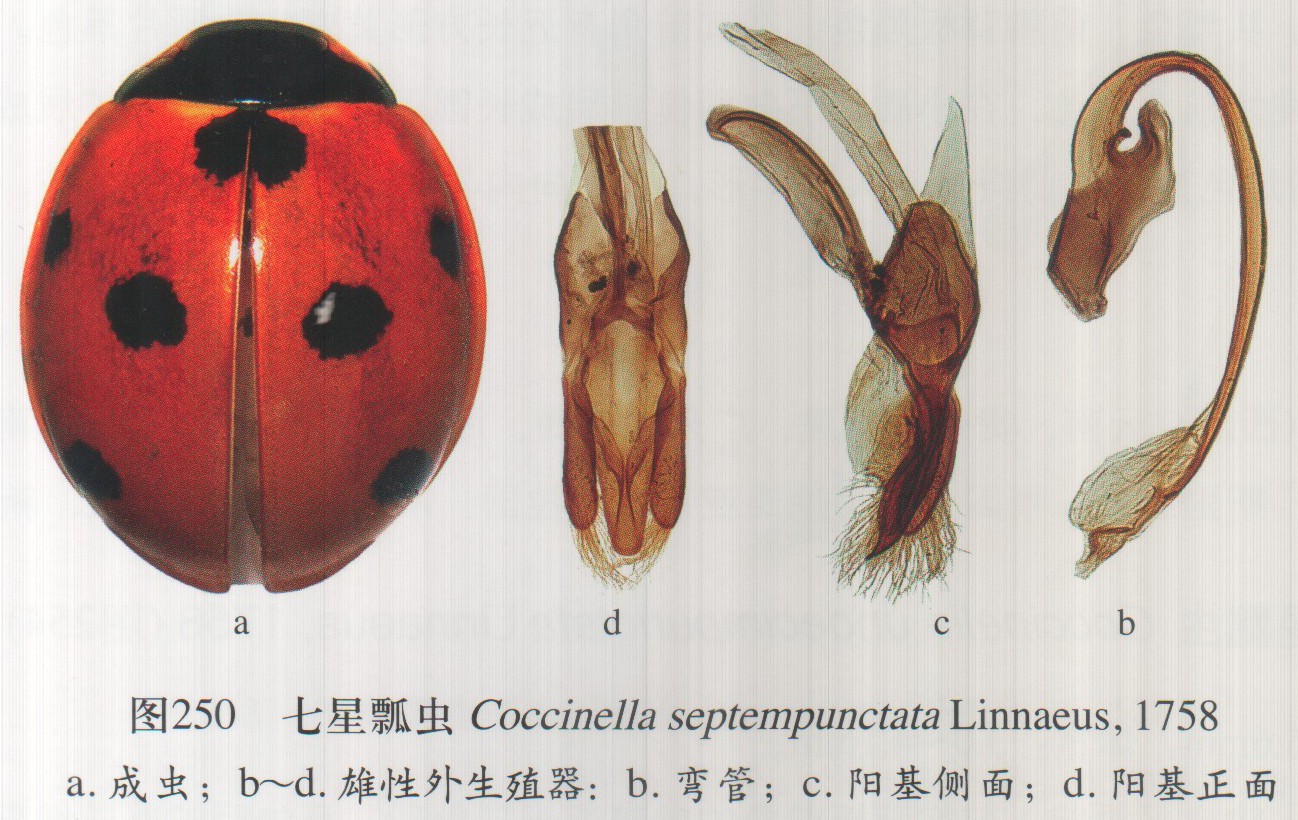 a d c b
图250 七星瓢虫 Coccinella septempunctata Linnaeus, 1758
a. 成虫；b~d. 雄性外生殖器：b. 弯管；c. 阳基侧面；d. 阳基正面